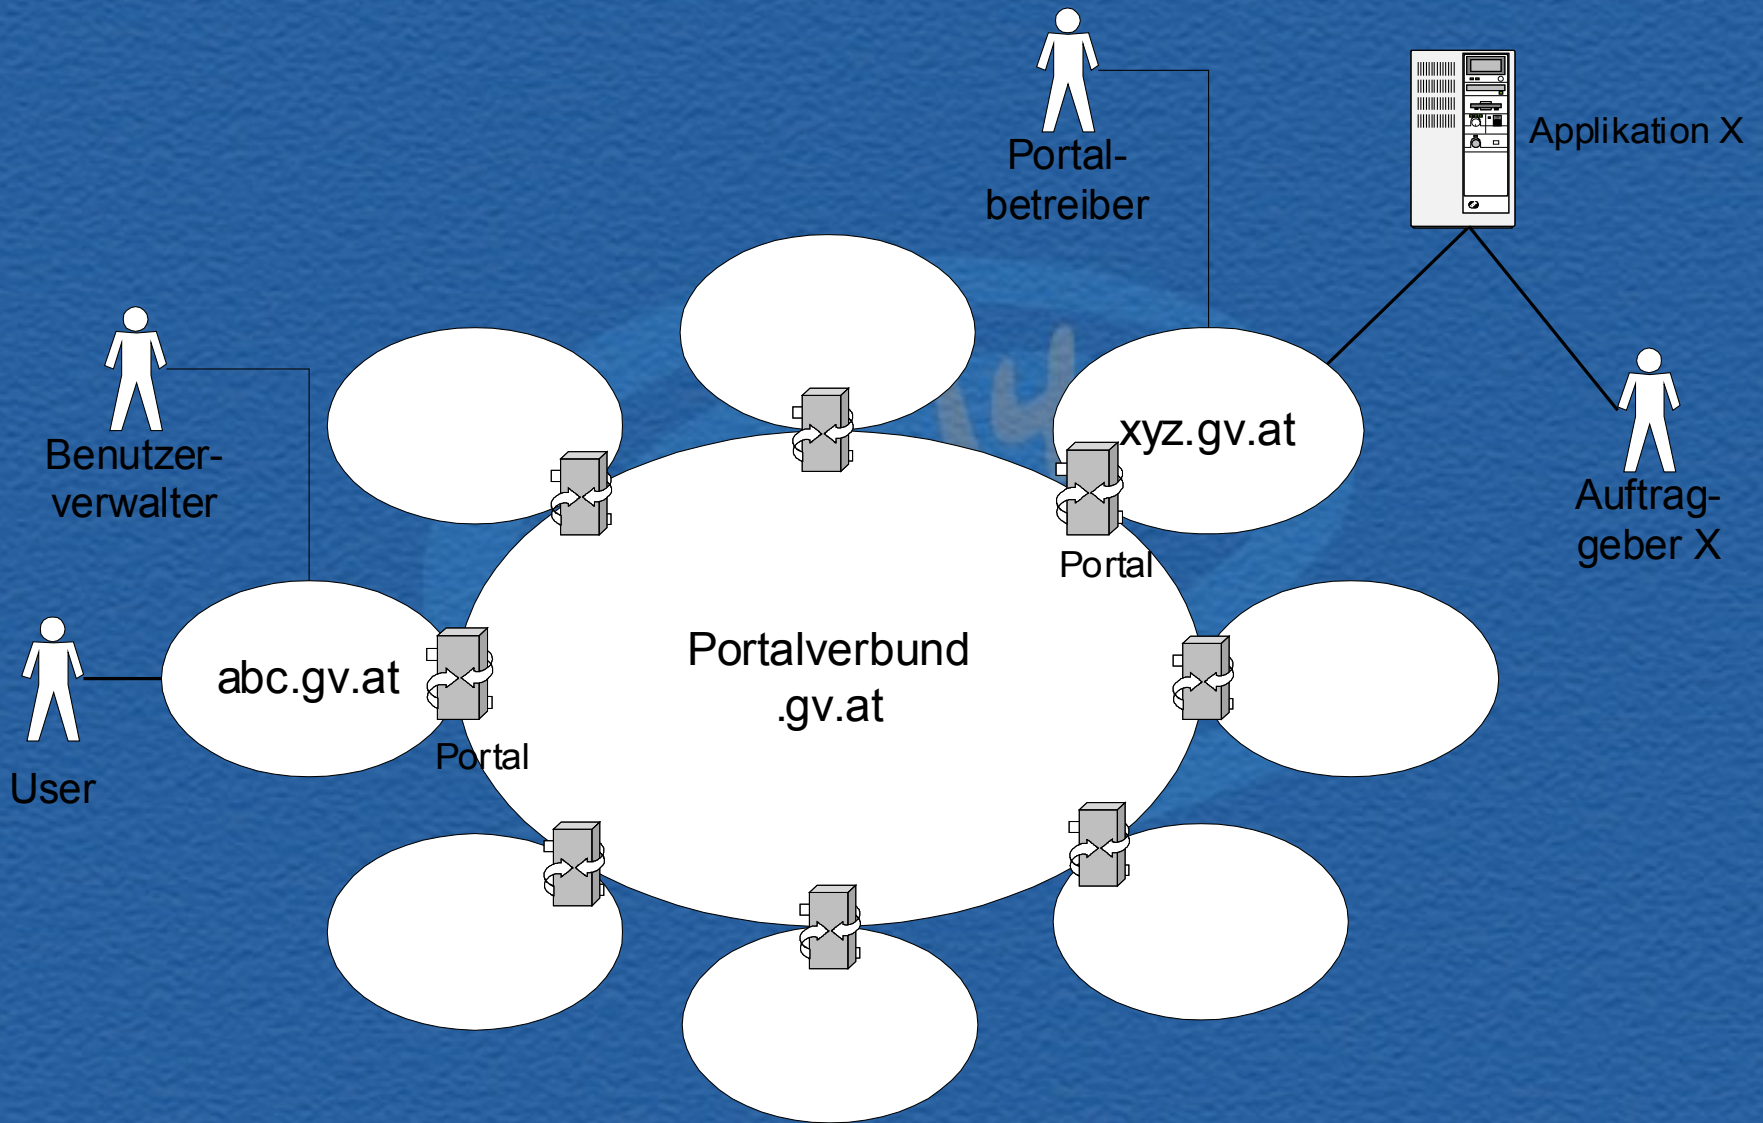 Portal-
betreiber
Applikation X
Benutzer-
verwalter
xyz.gv.at
Auftrag-
geber X
Portal
User
abc.gv.at
Portal
Portalverbund
.gv.at
14